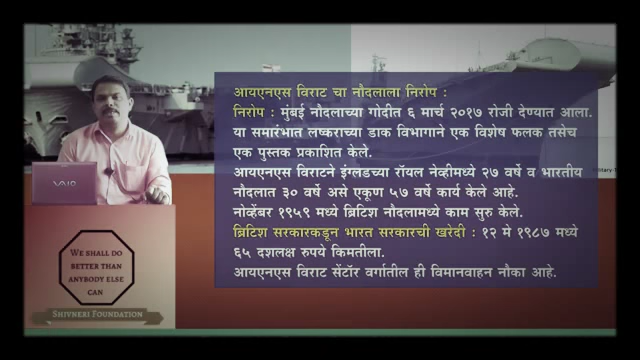 आयएनएस विराट चा नौदलाला निरोप :
निरोप : मुंबई नौदलाच्या गोदीत ६ मार्च २०१७ रोजी देण्यात आला.
या समारंभात लष्कराच्या डाक विभागाने एक विशेष फलक तसेच
एक पुस्तक प्रकाशित केले.
आयएनएस विराटने इंग्लडच्या रॉयल नेव्हीमध्ये २७ वर्षे व भारतीय
नौदलात ३० वर्षे असे एकूण ५७ वर्षे कार्य केले आहे.
नोव्हेंबर १९५९ मध्ये ब्रिटिश नौदलामध्ये काम सुरु केले.
ब्रिटिश सरकारकडून भारत सरकारची खरेदी : १२ मे १९८७ मध्ये
६५ दशलक्ष रुपये किमतीला.
आयएनएस विराट सेंटॉर वर्गातील ही विमानवाहन नौका आहे.
VAIO
We shall do
better than
anybody else
can
Shivneri Foundation